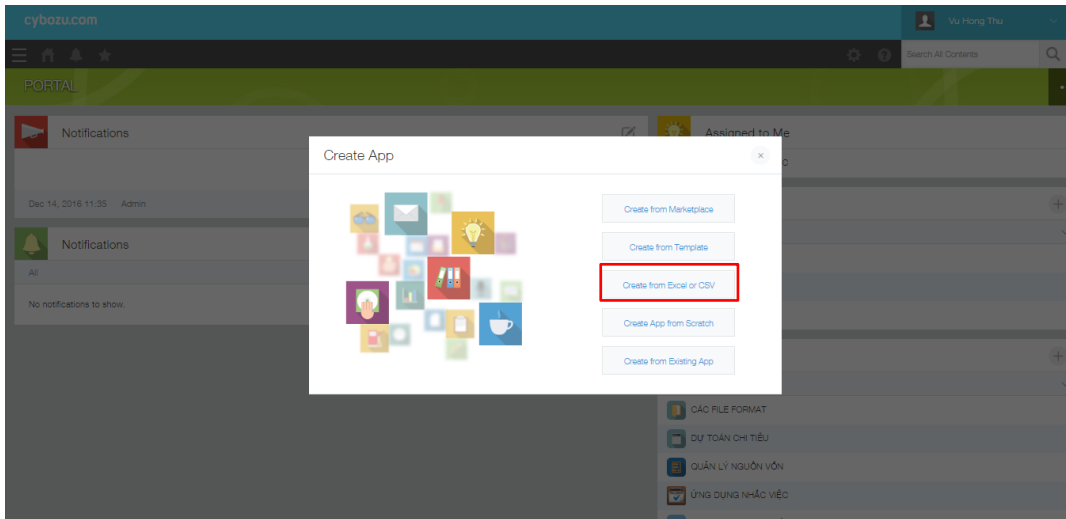 cybozu.com
Vu Hong Thu
Search All Contents
PORTAL
Notifications
Assigned to Me
Dec 14, 2016 11:35 Admin
Notifications
All
No notifications to show.
Create App
×
Create from Marketplace
Create from Template
Create from Excel or CSV
Create App from Scratch
Create from Existing App
CÁC FILE FORMAT
DỰ TOÁN CHI TIÊU
QUẢN LÝ NGUỒN VỐN
ỨNG DỤNG NHẮC VIỆC